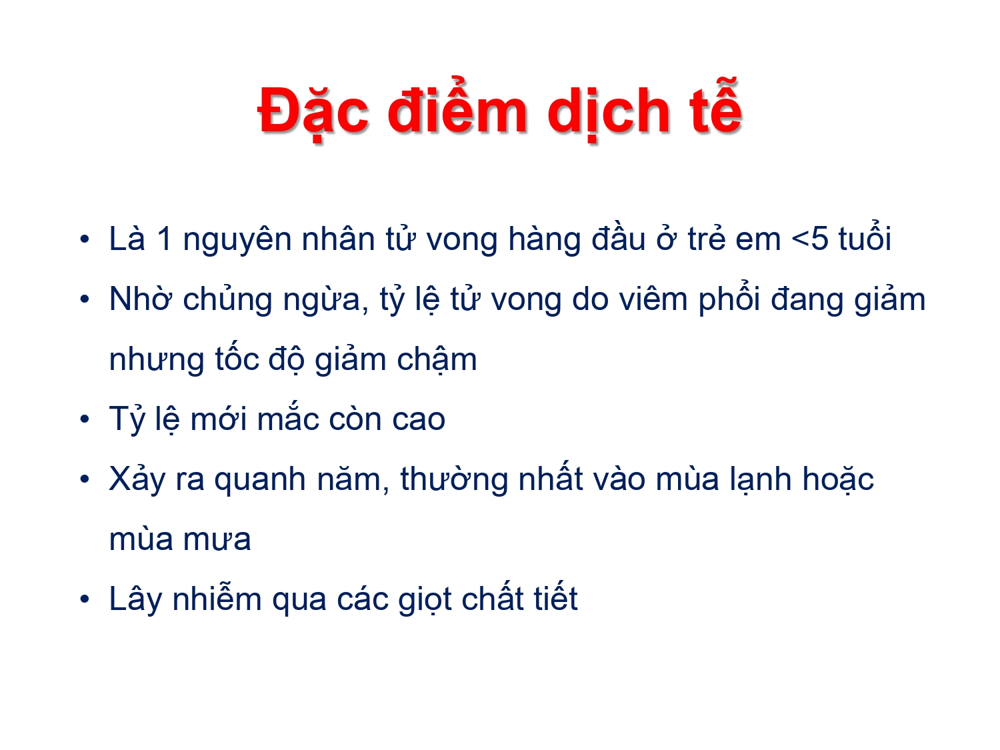 Đặc điểm dịch tễ
• Là 1 nguyên nhân tử vong hàng đầu ở trẻ em <5 tuổi
• Nhờ chủng ngừa, tỷ lệ tử vong do viêm phổi đang giảm
nhưng tốc độ giảm chậm
• Tỷ lệ mới mắc còn cao
• Xảy ra quanh năm, thường nhất vào mùa lạnh hoặc
mùa mưa
• Lây nhiễm qua các giọt chất tiết